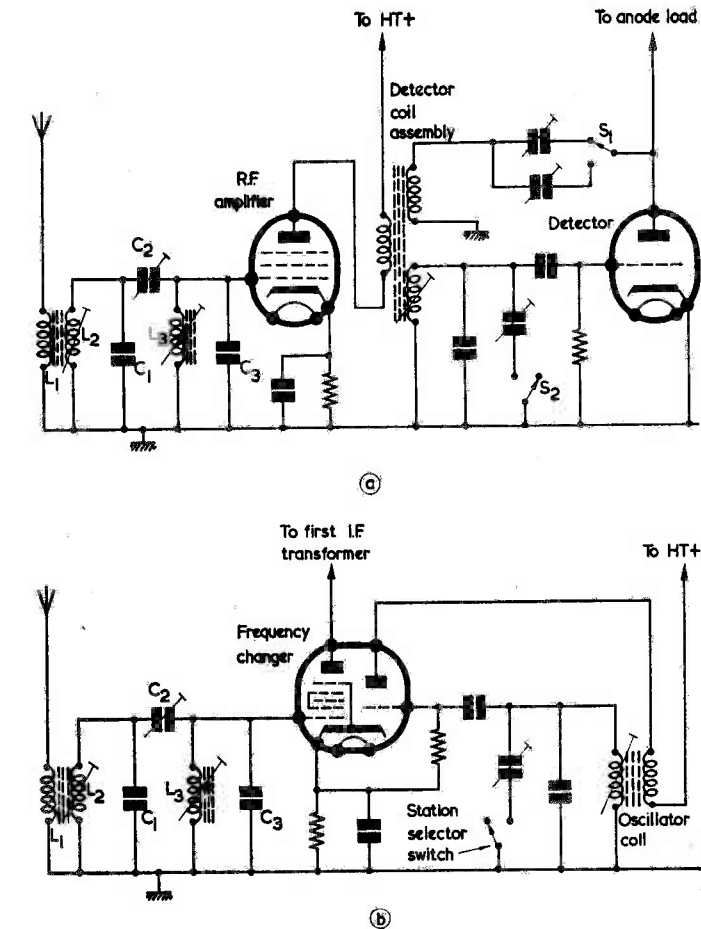 To HT+
To anode load
Detector
coil
assembly
S1
R.F.
amplifier
Detector
C2
L2
L3
L1
C1
C3
S2
a
To first I.F.
transformer
To HT+
Frequency
changer
C2
L2
L3
L1
C1
C3
Station
selector
switch
Oscillator
coil
b